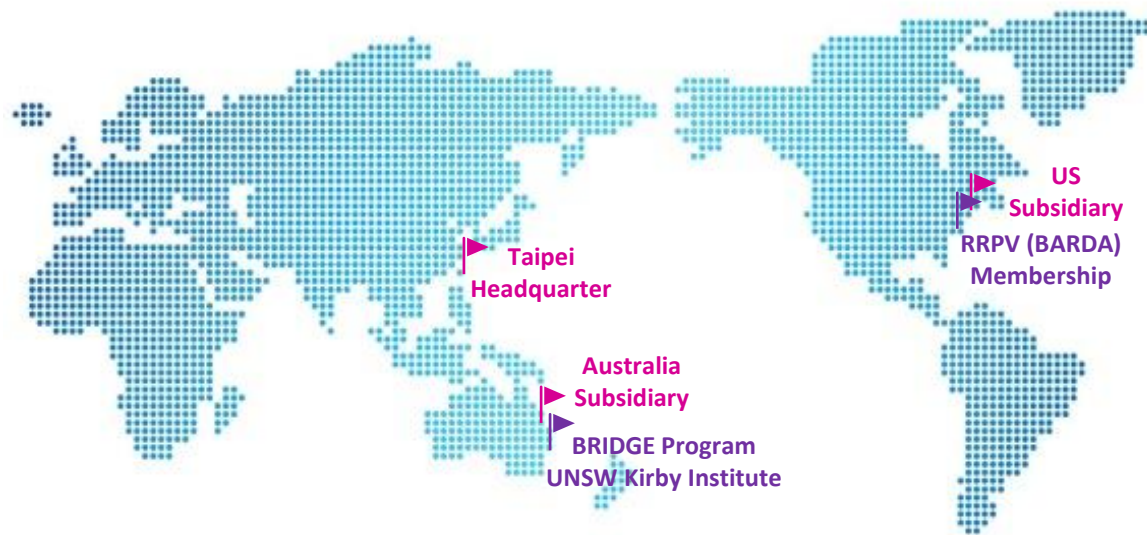 US
Subsidiary
RRPV (BARDA)
Membership
Taipei
Headquarter
Australia
Subsidiary
BRIDGE Program
UNSW Kirby Institute